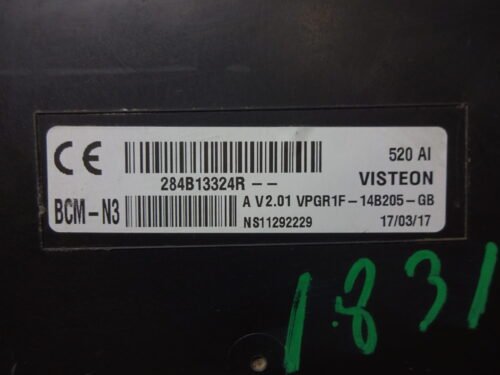 CE 520 AI
284B13324R -- VISTEON
BCM-N3 A V2.01 VPGR1F-14B205-GB
NS11292229 17/03/17
1831